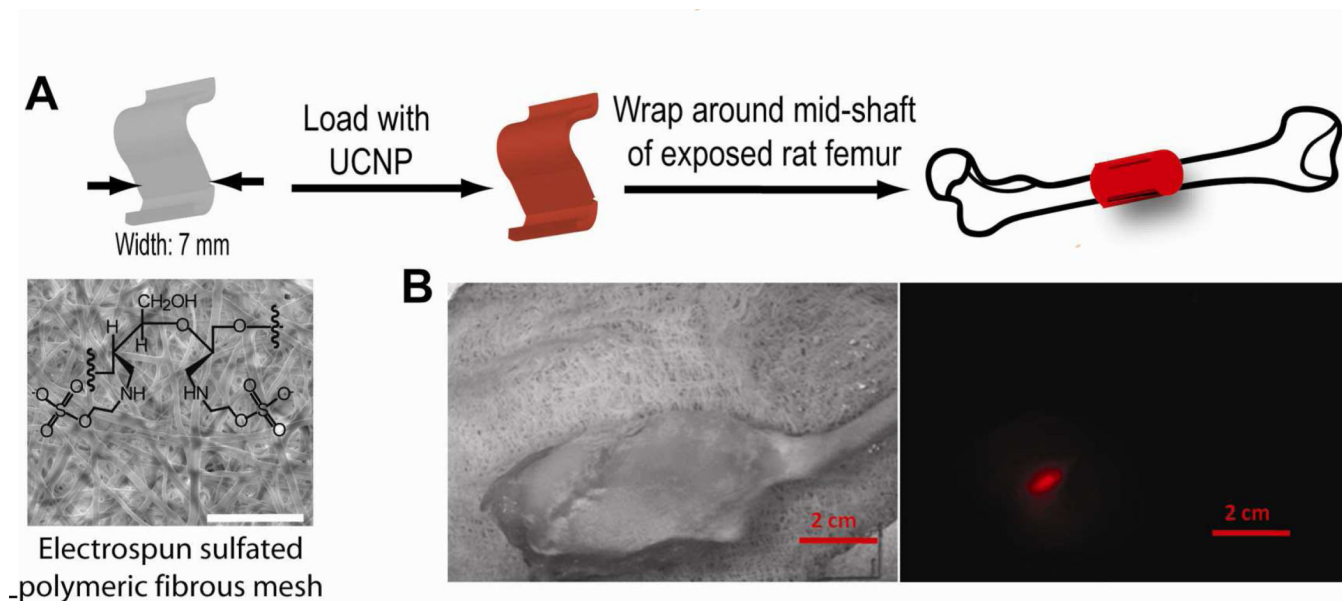 A
Load with
UCNP
Wrap around mid-shaft
of exposed rat femur
Width: 7 mm
B
CH₂OH
H
O
O
H
NH
HN
-O
O
S
O
O
O
O-
S
O
O
2 cm
2 cm
Electrospun sulfated
polymeric fibrous mesh